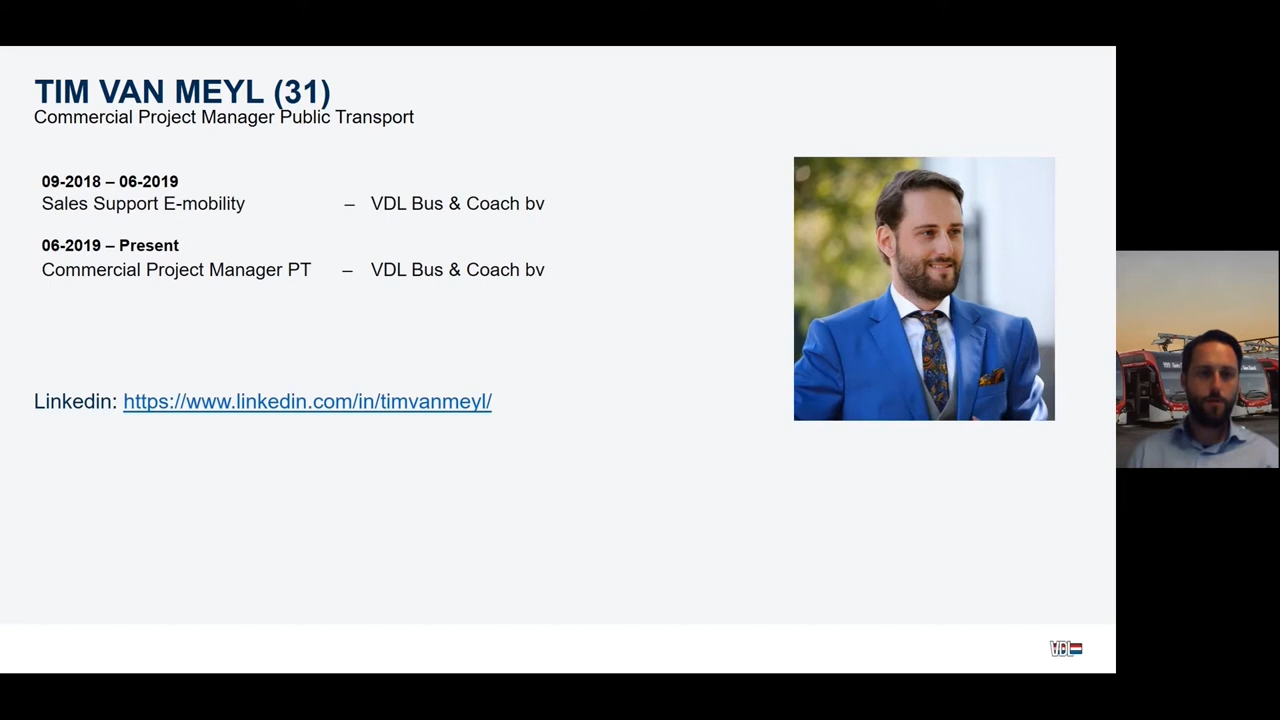 TIM VAN MEYL (31)
Commercial Project Manager Public Transport
09-2018 – 06-2019
Sales Support E-mobility – VDL Bus & Coach bv
06-2019 – Present
Commercial Project Manager PT – VDL Bus & Coach bv
Linkedin: https://www.linkedin.com/in/timvanmeyl/
VDL